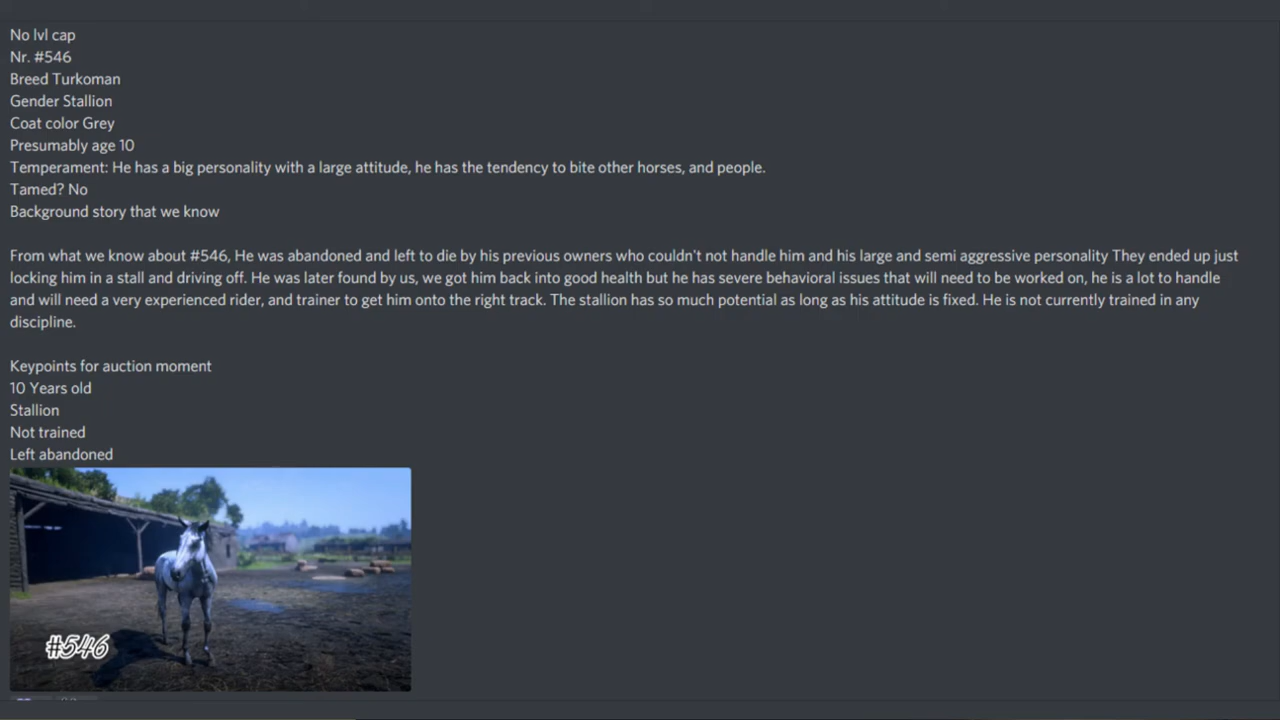 No lvl cap
Nr. #546
Breed Turkoman
Gender Stallion
Coat color Grey
Presumably age 10
Temperament: He has a big personality with a large attitude, he has the tendency to bite other horses, and people.
Tamed? No
Background story that we know
From what we know about #546, He was abandoned and left to die by his previous owners who couldn't not handle him and his large and semi aggressive personality They ended up just
locking him in a stall and driving off. He was later found by us, we got him back into good health but he has severe behavioral issues that will need to be worked on, he is a lot to handle
and will need a very experienced rider, and trainer to get him onto the right track. The stallion has so much potential as long as his attitude is fixed. He is not currently trained in any
discipline.
Keypoints for auction moment
10 Years old
Stallion
Not trained
Left abandoned
#546